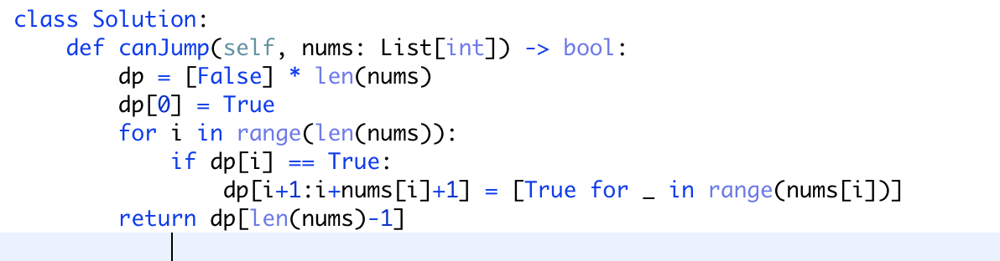 class Solution:
    def canJump(self, nums: List[int]) -> bool:
        dp = [False] * len(nums)
        dp[0] = True
        for i in range(len(nums)):
            if dp[i] == True:
                dp[i+1:i+nums[i]+1] = [True for _ in range(nums[i])]
        return dp[len(nums)-1]